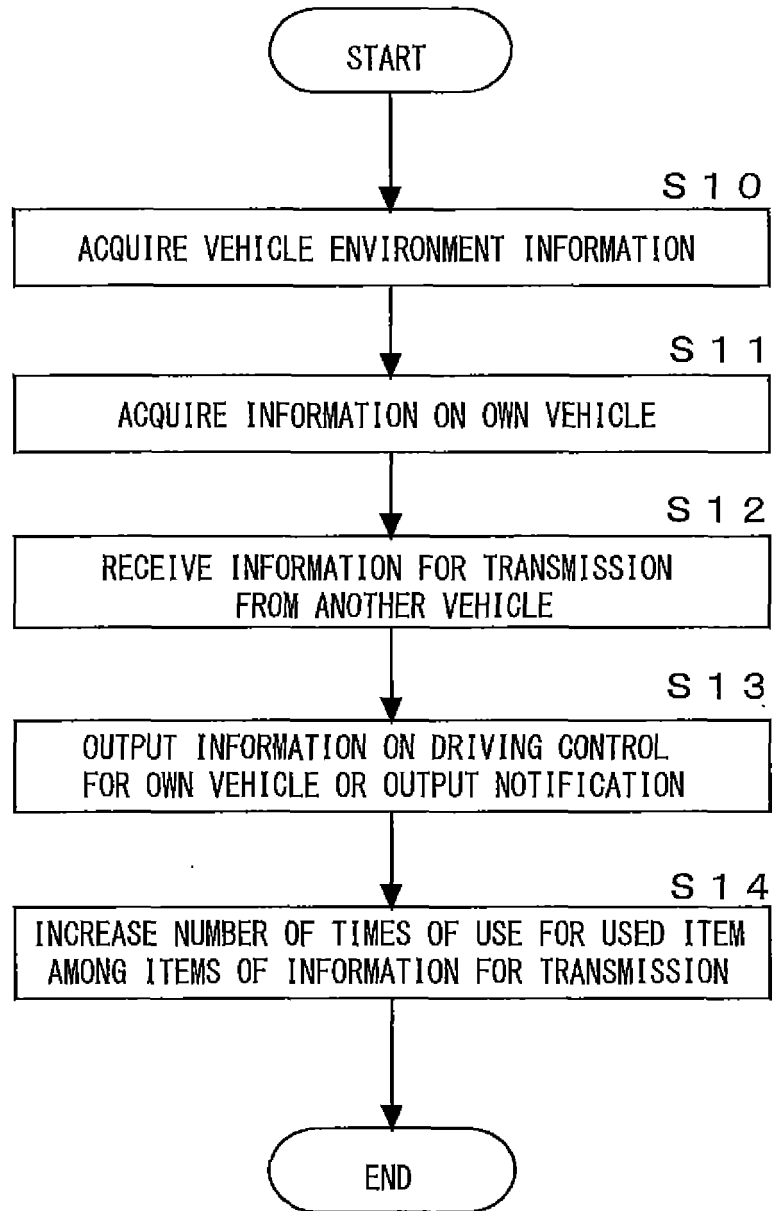 START
S10
ACQUIRE VEHICLE ENVIRONMENT INFORMATION
S11
ACQUIRE INFORMATION ON OWN VEHICLE
S12
RECEIVE INFORMATION FOR TRANSMISSION
FROM ANOTHER VEHICLE
S13
OUTPUT INFORMATION ON DRIVING CONTROL
FOR OWN VEHICLE OR OUTPUT NOTIFICATION
S14
INCREASE NUMBER OF TIMES OF USE FOR USED ITEM
AMONG ITEMS OF INFORMATION FOR TRANSMISSION
END